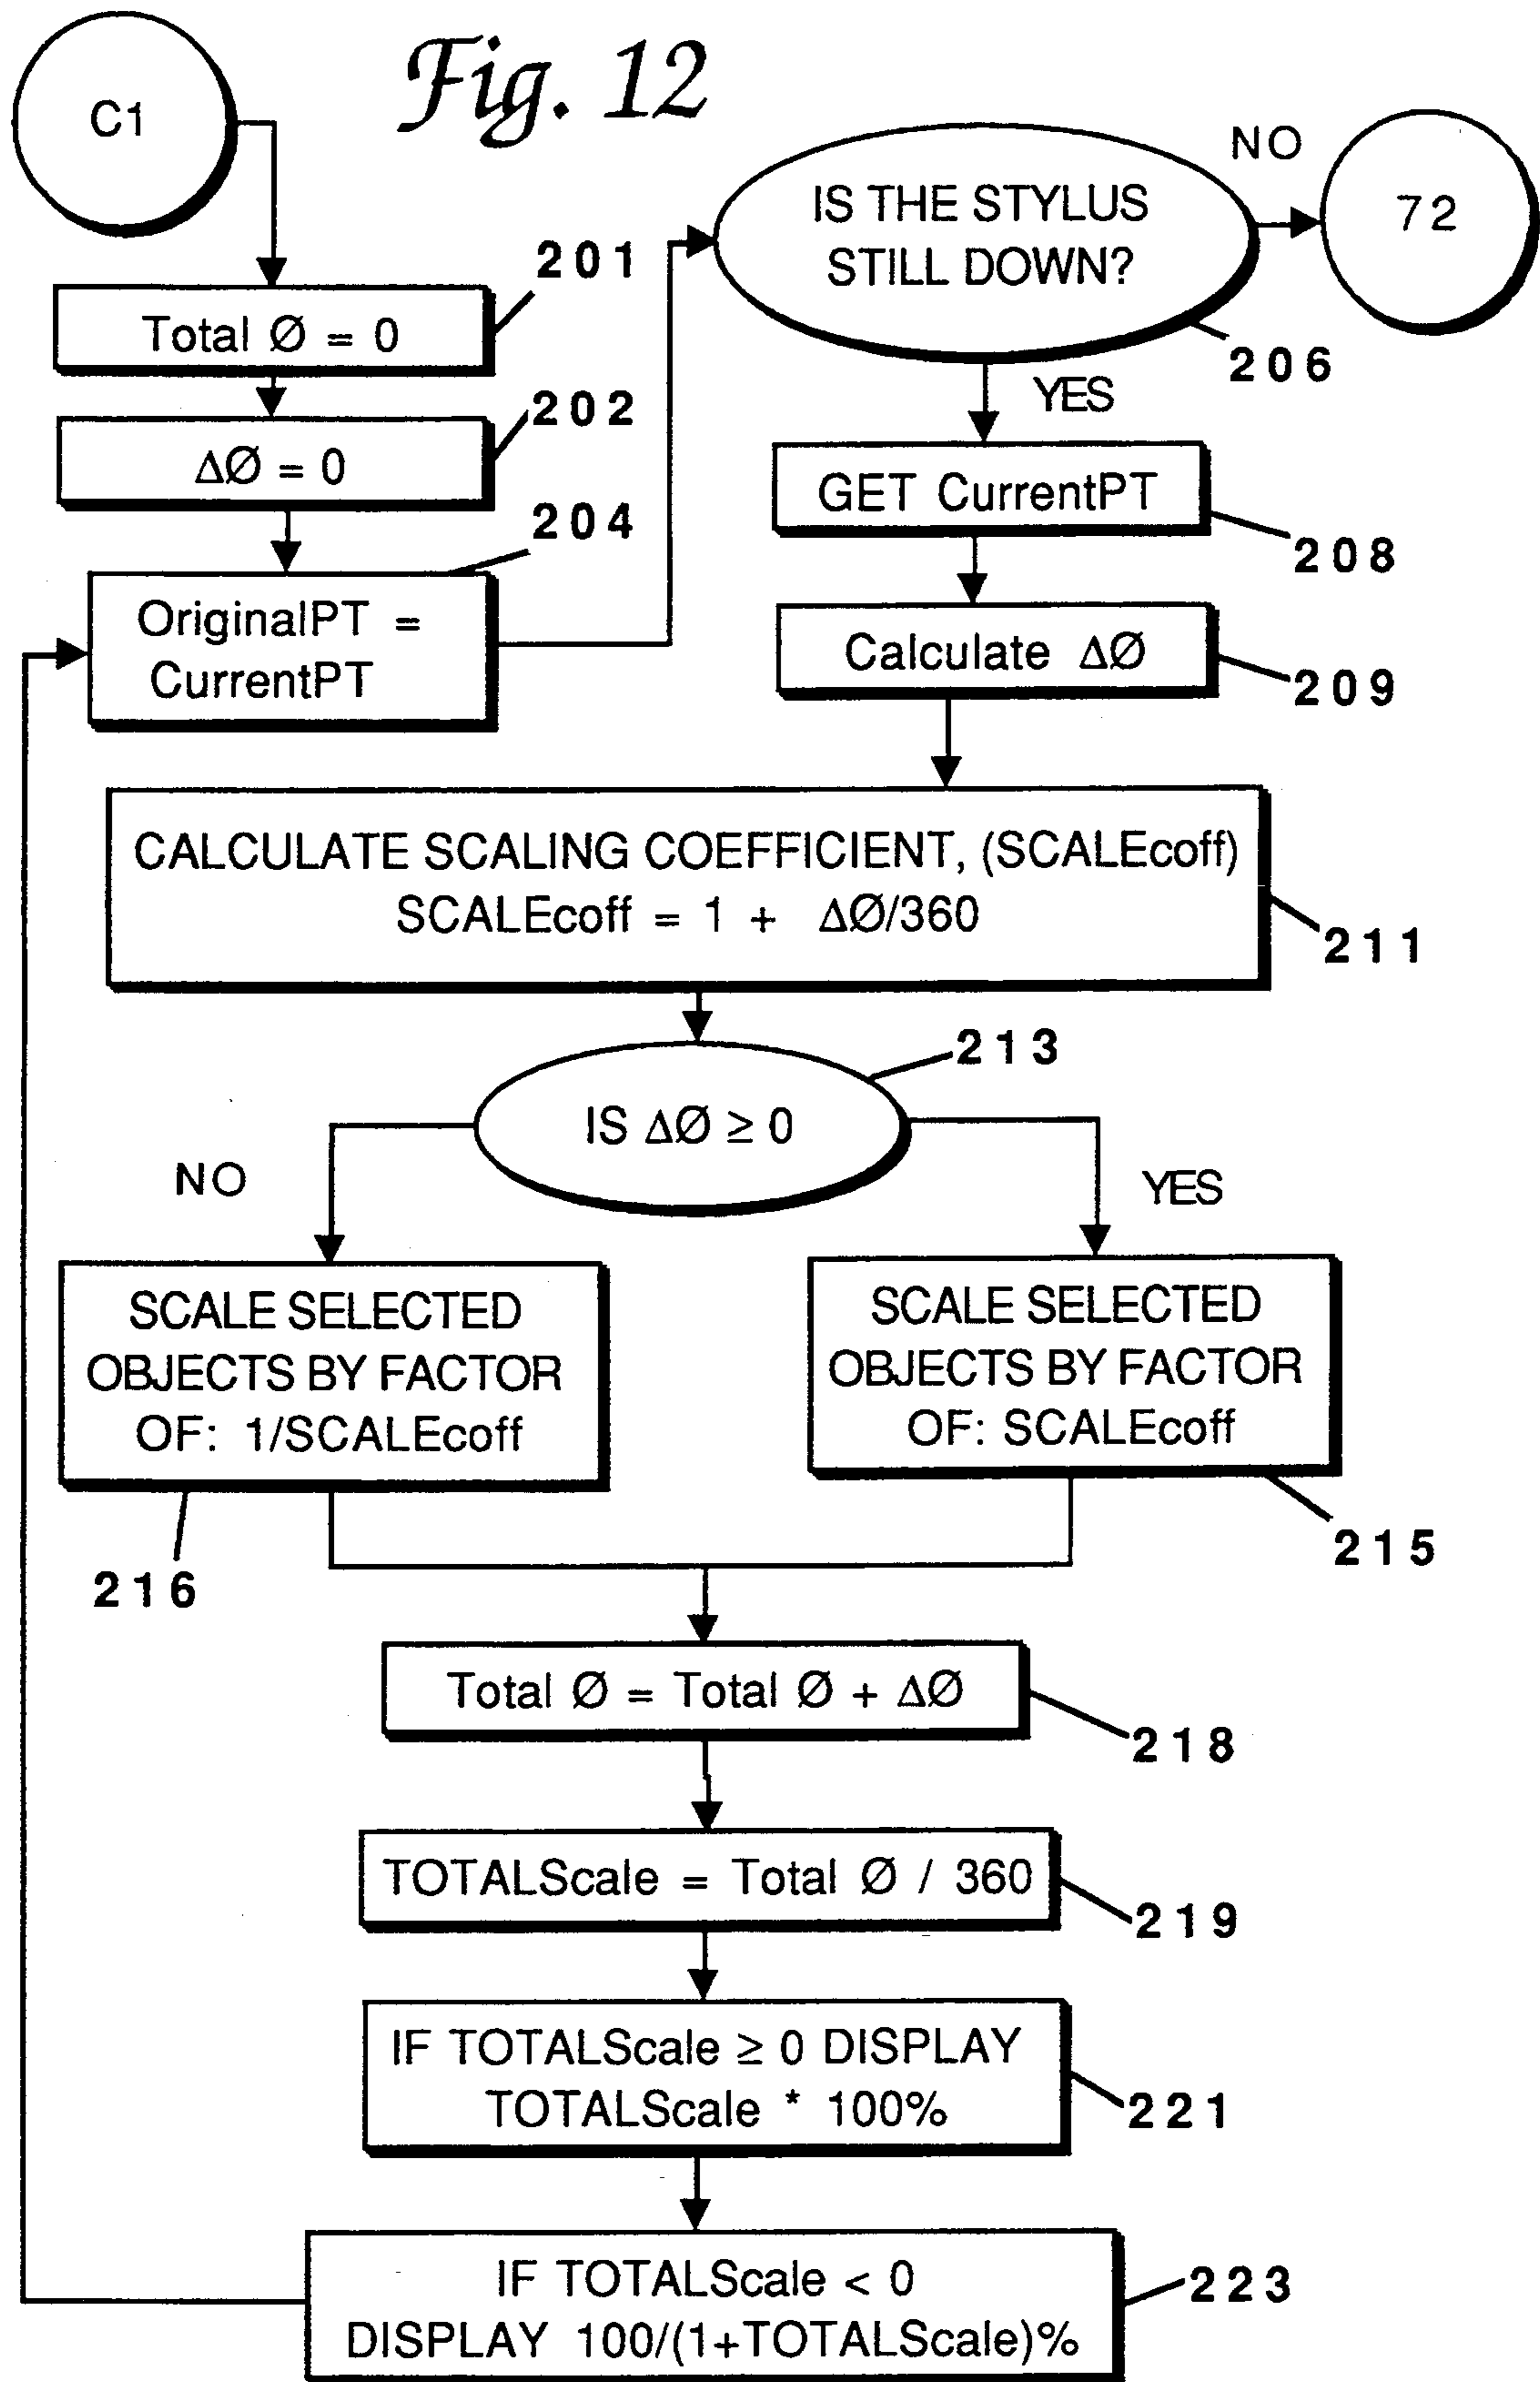 Fig. 12
C1
201
Total Ø = 0
202
ΔØ = 0
204
OriginalPT =
CurrentPT
IS THE STYLUS
STILL DOWN?
NO
72
206
YES
GET CurrentPT
208
Calculate ΔØ
209
CALCULATE SCALING COEFFICIENT, (SCALEcoff)
SCALEcoff = 1 + ΔØ/360
211
213
IS ΔØ ≥ 0
NO
YES
SCALE SELECTED
OBJECTS BY FACTOR
OF: 1/SCALEcoff
216
SCALE SELECTED
OBJECTS BY FACTOR
OF: SCALEcoff
215
Total Ø = Total Ø + ΔØ
218
TOTALScale = Total Ø / 360
219
IF TOTALScale ≥ 0 DISPLAY
TOTALScale * 100%
221
IF TOTALScale < 0
DISPLAY 100/(1+TOTALScale)%
223